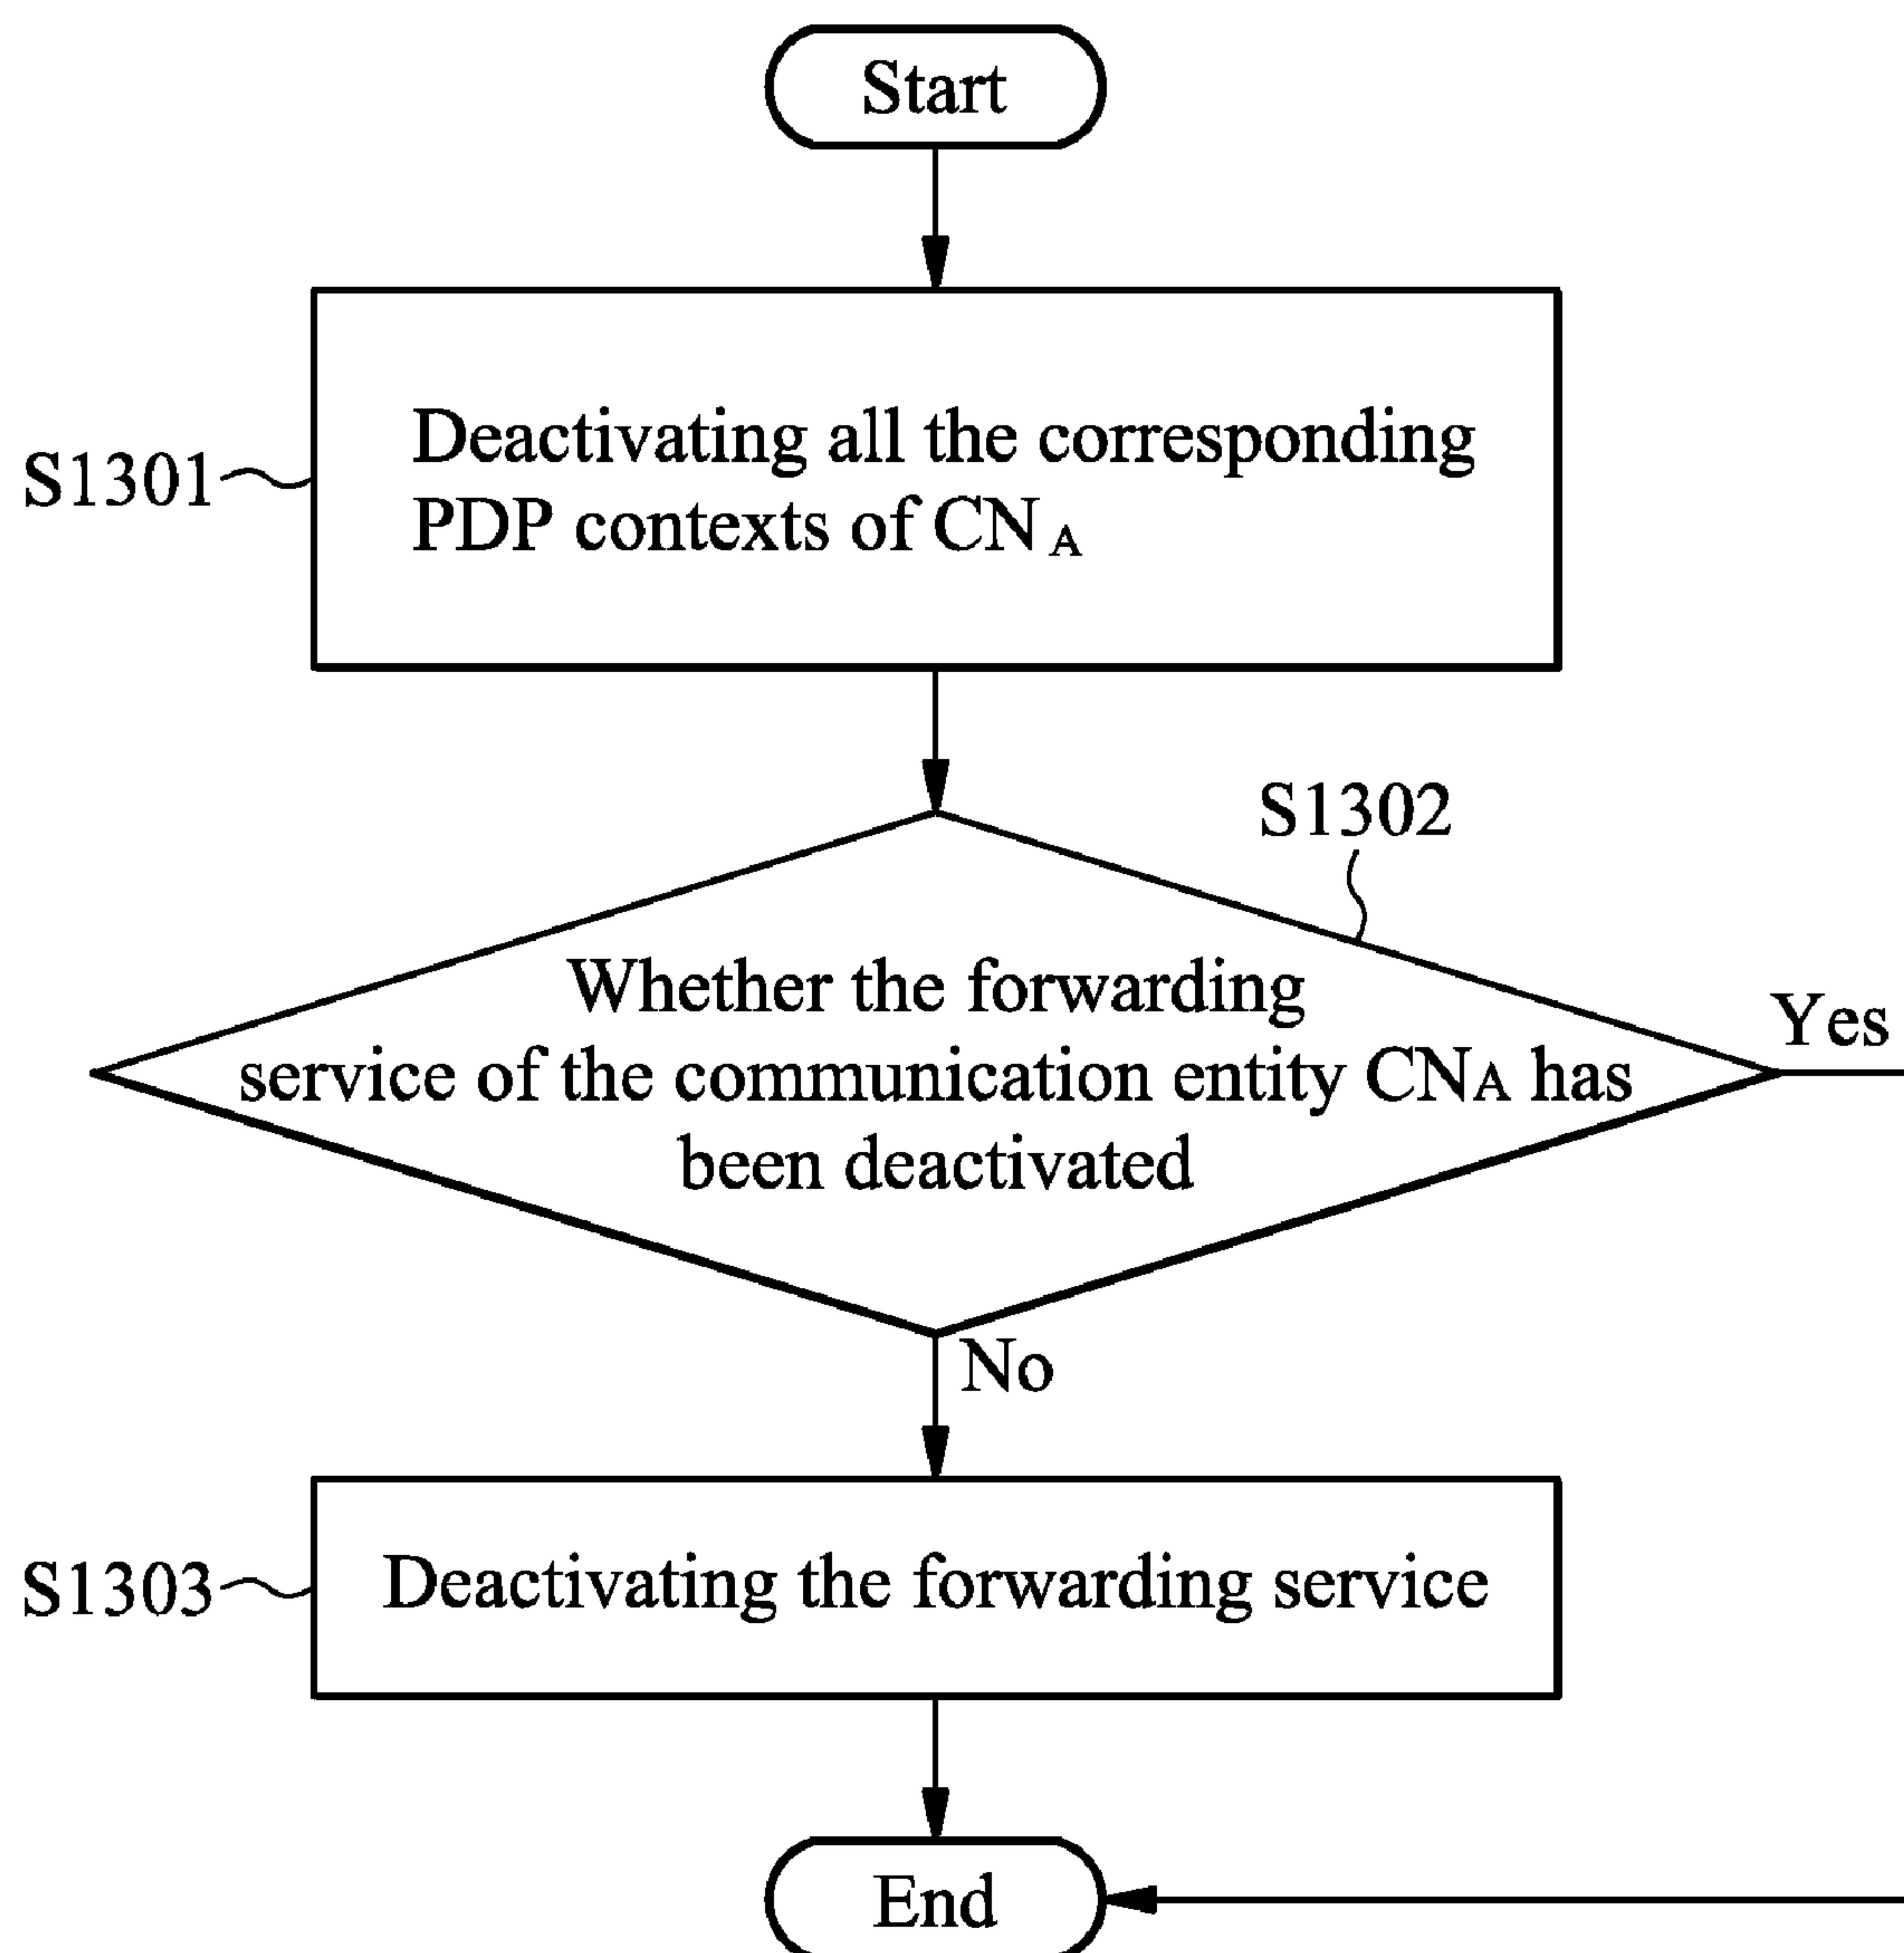 Start
S1301
Deactivating all the corresponding
PDP contexts of CNA
S1302
Whether the forwarding
service of the communication entity CNA has
been deactivated
Yes
No
S1303
Deactivating the forwarding service
End